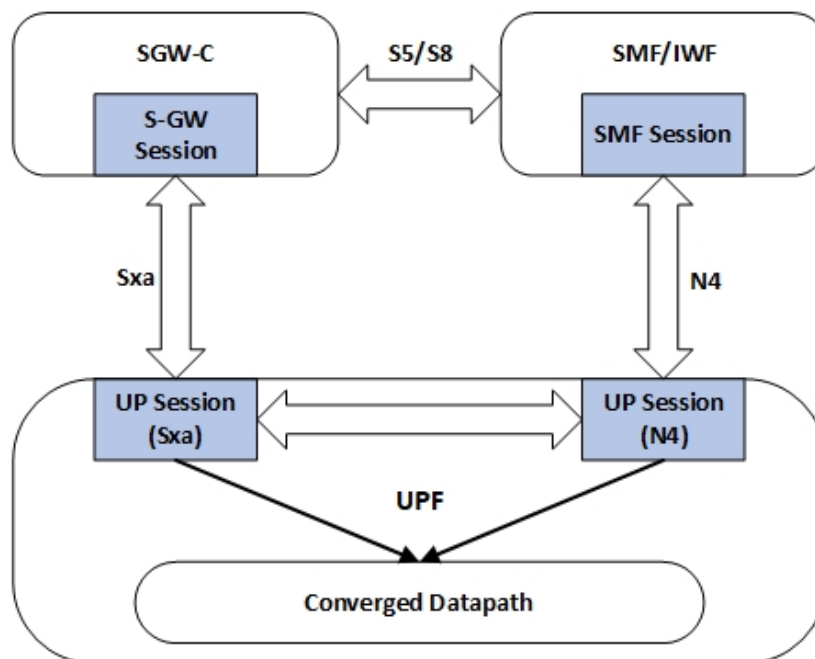 SGW-C
S5/S8
SMF/IWF
S-GW
Session
SMF Session
Sxa
N4
UP Session
(Sxa)
UP Session
(N4)
UPF
Converged Datapath